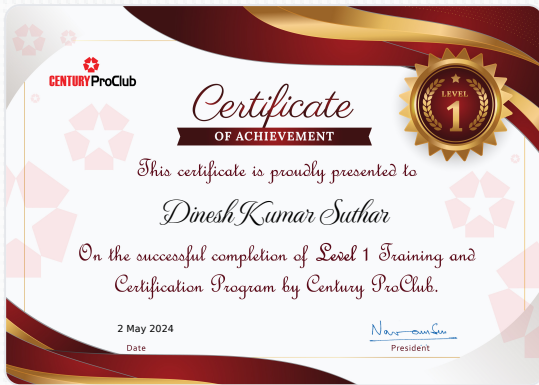 CENTURY ProClub
LEVEL
1
Certificate
OF ACHIEVEMENT
This certificate is proudly presented to
Dinesh Kumar Suthar
On the successful completion of Level 1 Training and
Certification Program by Century ProClub.
2 May 2024
Date
President